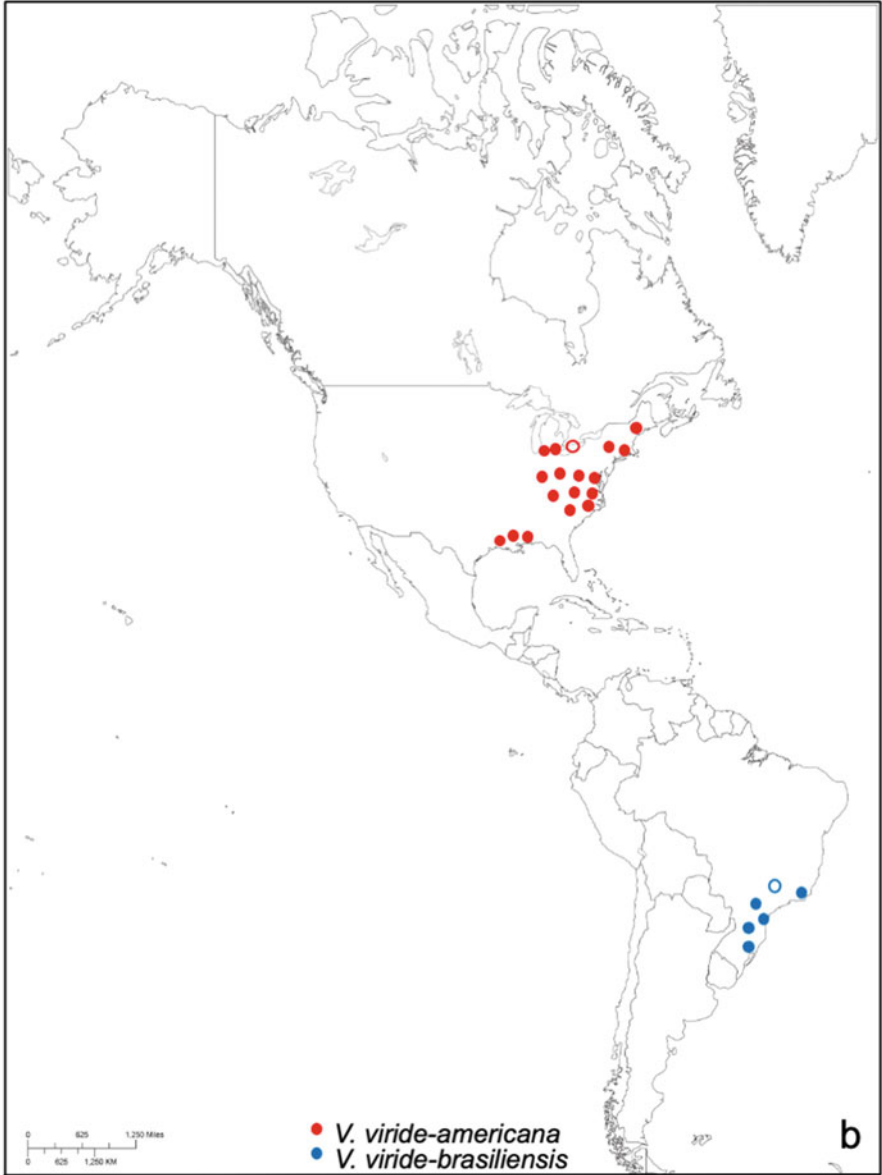 0 625 1,250 Miles
0 625 1,250 KM
V. viride-americana
V. viride-brasiliensis
b